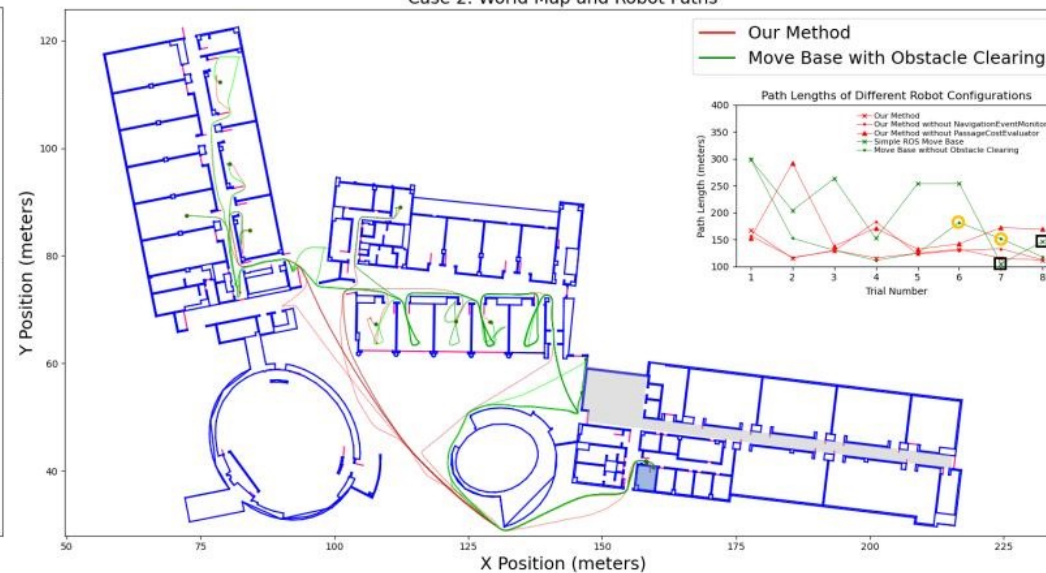 Case 2: World Map and Robot Paths
Our Method
Move Base with Obstacle Clearing
Path Lengths of Different Robot Configurations
Our Method
Our Method without NavigationEventMonitor
Our Method without PassageCostEvaluator
Simple ROS Move Base
Move Base without Obstacle Clearing
Path Length (meters)
400
350
300
250
200
150
100
1 2 3 4 5 6 7 8
Trial Number
Y Position (meters)
120
100
80
60
40
50 75 100 125 150 175 200 225
X Position (meters)